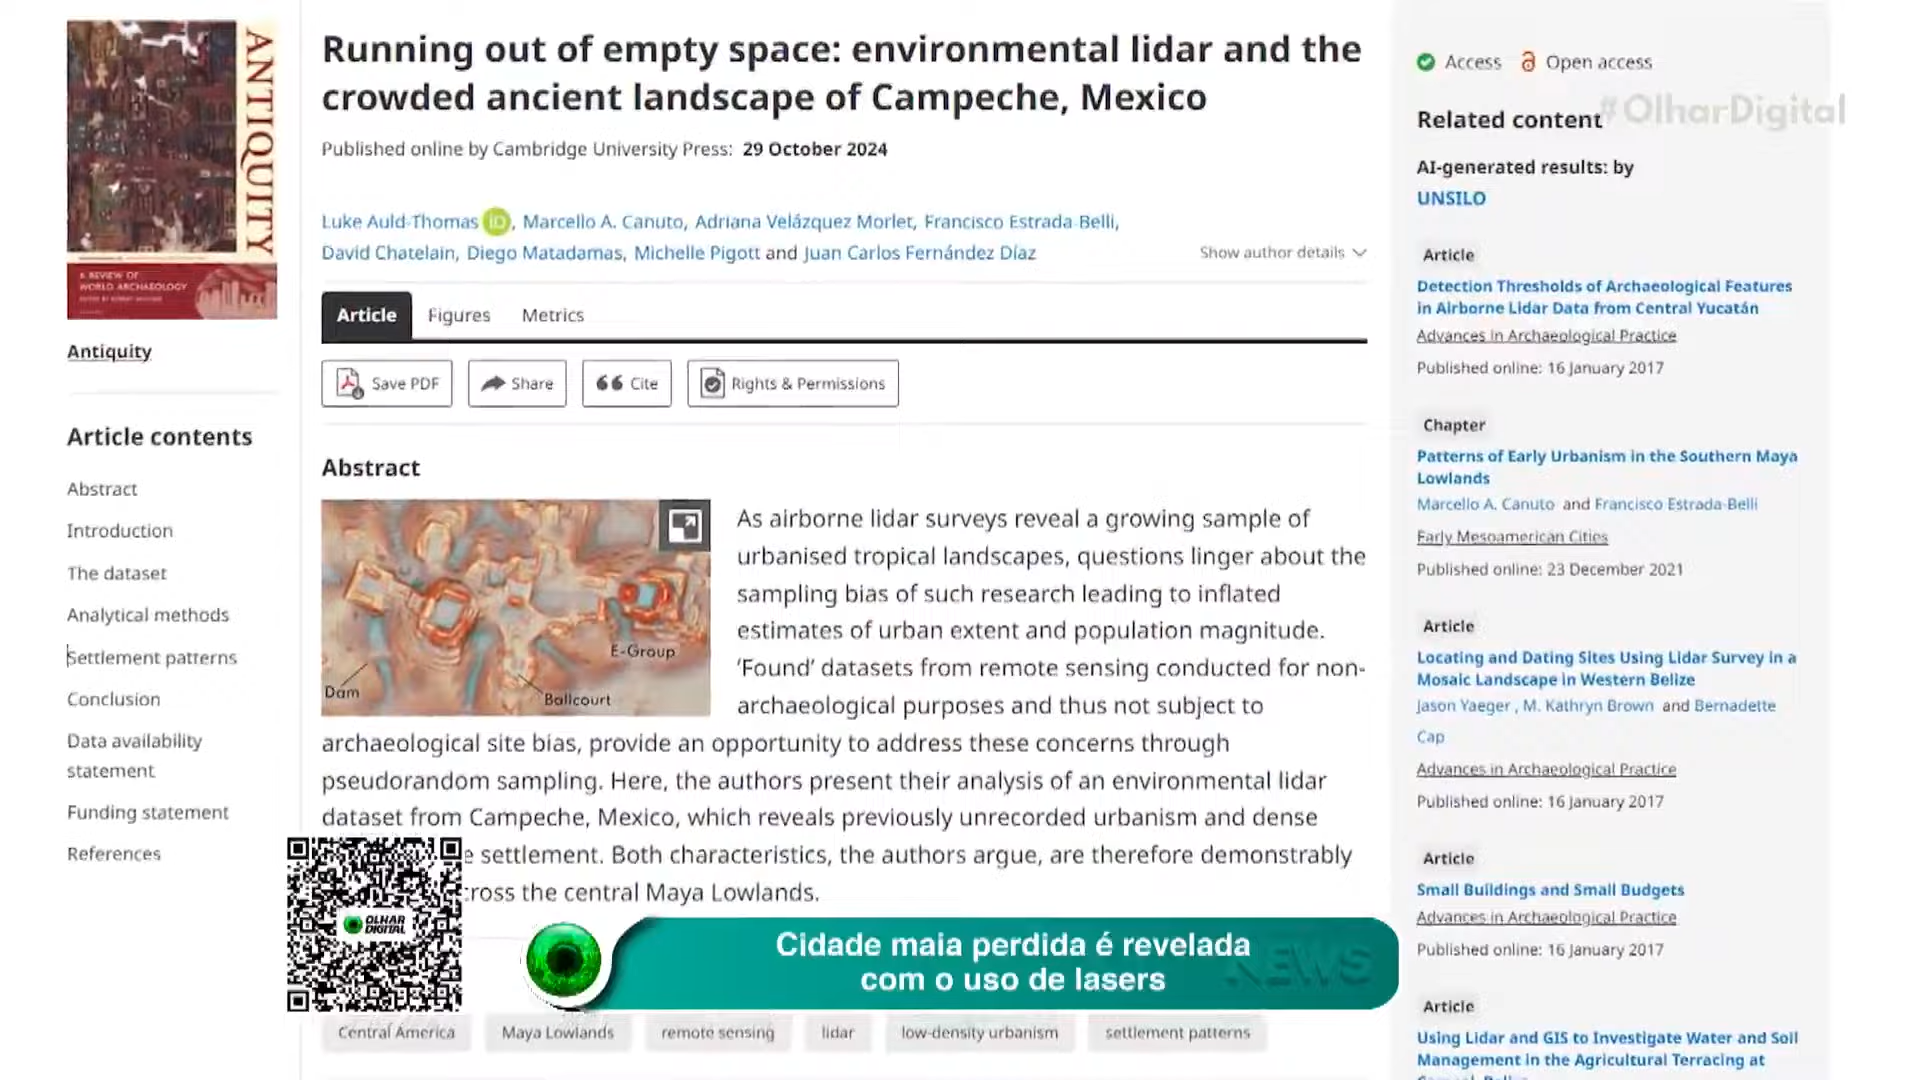 ANTIQUITY
A REVIEW OF
WORLD ARCHAEOLOGY
Antiquity
Article contents
Abstract
Introduction
The dataset
Analytical methods
Settlement patterns
Conclusion
Data availability
statement
Funding statement
References
Running out of empty space: environmental lidar and the
crowded ancient landscape of Campeche, Mexico
Published online by Cambridge University Press: 29 October 2024
Luke Auld-Thomas iD , Marcello A. Canuto, Adriana Velázquez Morlet, Francisco Estrada-Belli,
David Chatelain, Diego Matadamas, Michelle Pigott and Juan Carlos Fernández Díaz
Show author details
Article Figures Metrics
Save PDF Share Cite Rights & Permissions
Abstract
E-Group
Dam
Ballcourt
As airborne lidar surveys reveal a growing sample of
urbanised tropical landscapes, questions linger about the
sampling bias of such research leading to inflated
estimates of urban extent and population magnitude.
‘Found’ datasets from remote sensing conducted for non-
archaeological purposes and thus not subject to
archaeological site bias, provide an opportunity to address these concerns through
pseudorandom sampling. Here, the authors present their analysis of an environmental lidar
dataset from Campeche, Mexico, which reveals previously unrecorded urbanism and dense
e settlement. Both characteristics, the authors argue, are therefore demonstrably
cross the central Maya Lowlands.
OLHAR
DIGITAL
Cidade maia perdida é revelada
com o uso de lasers
NEWS
Central America Maya Lowlands remote sensing lidar low-density urbanism settlement patterns
Access Open access
#OlharDigital
Related content
AI-generated results: by
UNSILO
Article
Detection Thresholds of Archaeological Features
in Airborne Lidar Data from Central Yucatán
Advances in Archaeological Practice
Published online: 16 January 2017
Chapter
Patterns of Early Urbanism in the Southern Maya
Lowlands
Marcello A. Canuto and Francisco Estrada-Belli
Early Mesoamerican Cities
Published online: 23 December 2021
Article
Locating and Dating Sites Using Lidar Survey in a
Mosaic Landscape in Western Belize
Jason Yaeger , M. Kathryn Brown and Bernadette
Cap
Advances in Archaeological Practice
Published online: 16 January 2017
Article
Small Buildings and Small Budgets
Advances in Archaeological Practice
Published online: 16 January 2017
Article
Using Lidar and GIS to Investigate Water and Soil
Management in the Agricultural Terracing at